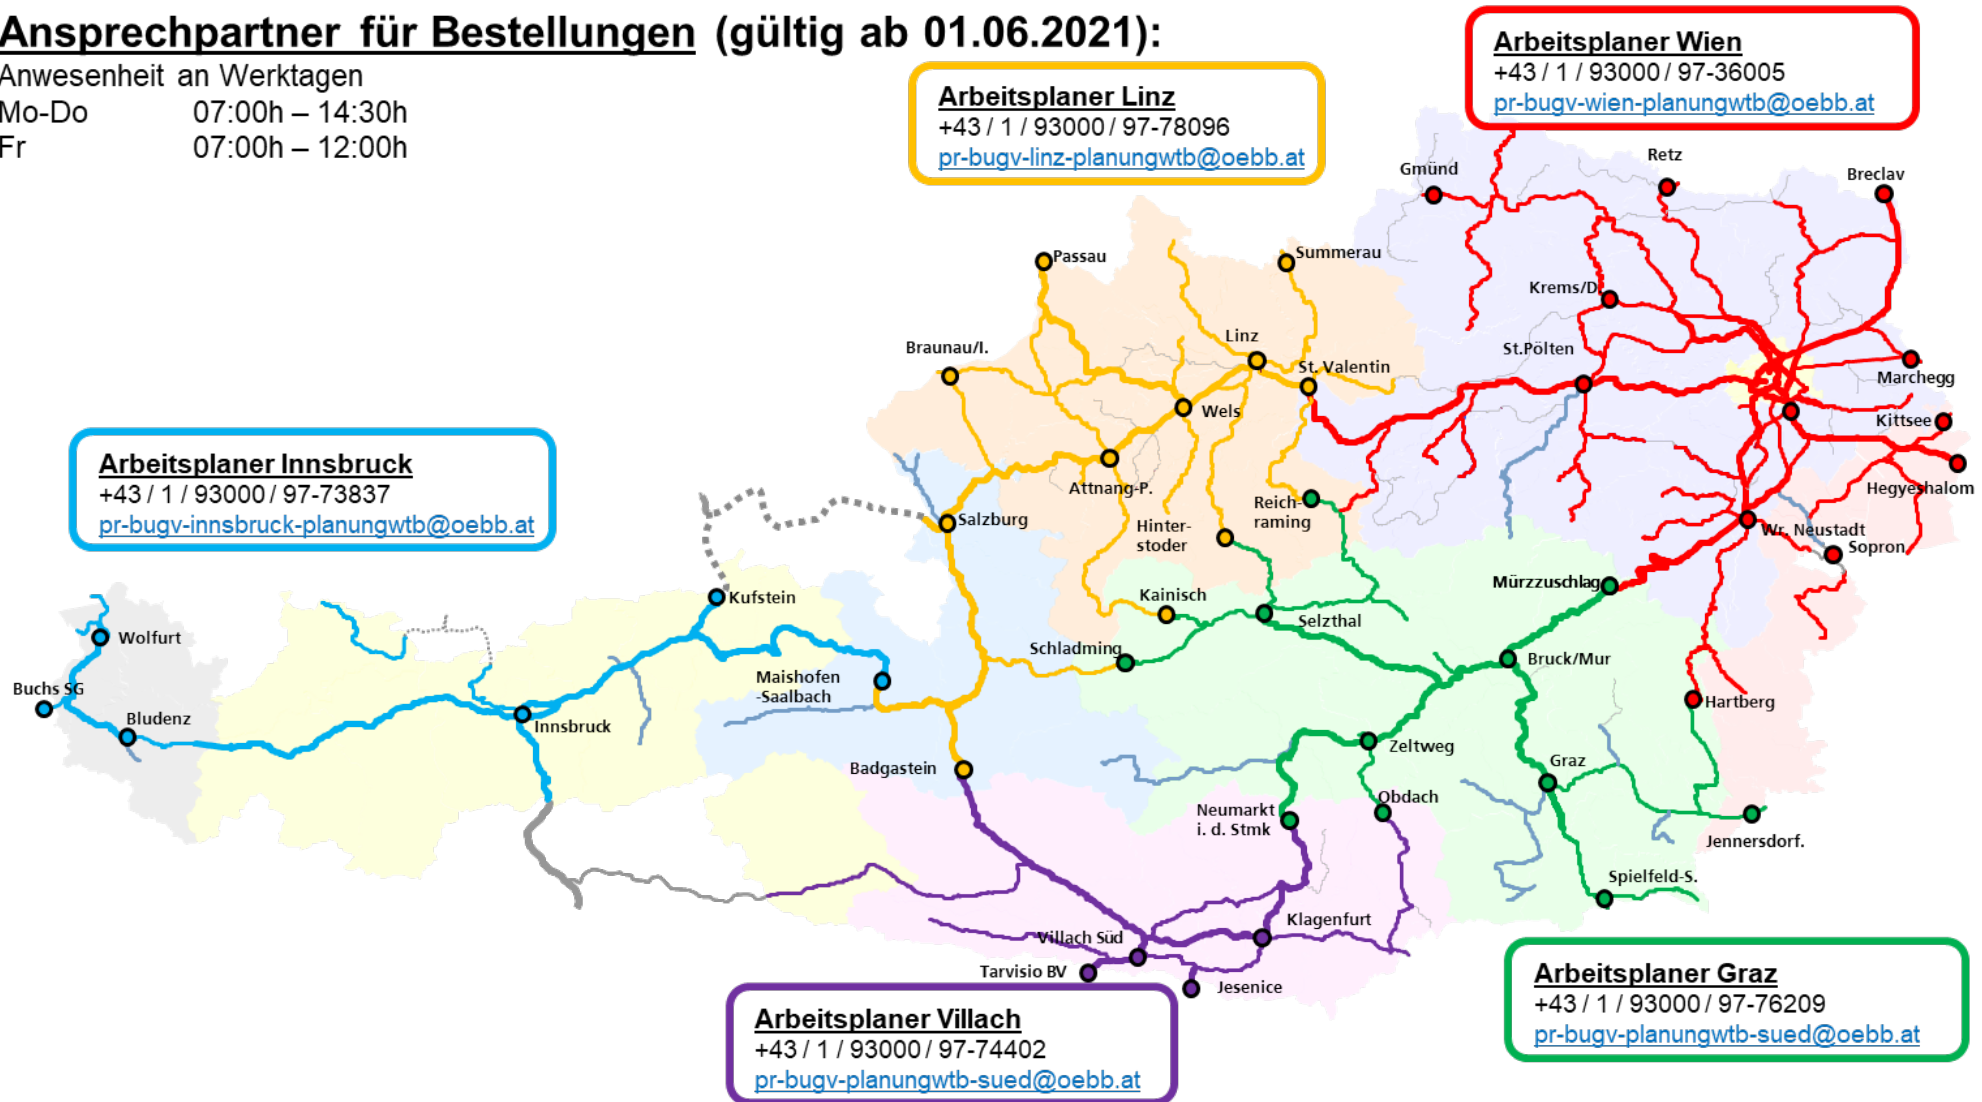 Ansprechpartner für Bestellungen (gültig ab 01.06.2021):
Anwesenheit an Werktagen
Mo-Do 07:00h – 14:30h
Fr 07:00h – 12:00h
Arbeitsplaner Wien
+43 / 1 / 93000 / 97-36005
pr-bugv-wien-planungwtb@oebb.at
Arbeitsplaner Linz
+43 / 1 / 93000 / 97-78096
pr-bugv-linz-planungwtb@oebb.at
Gmünd
Retz
Breclav
Passau
Summerau
Krems/D
Linz
St.Pölten
Braunau/I.
St. Valentin
Marchegg
Wels
Kittsee
Arbeitsplaner Innsbruck
+43 / 1 / 93000 / 97-73837
pr-bugv-innsbruck-planungwtb@oebb.at
Attnang-P.
Hegyeshalom
Reich-
raming
Salzburg
Hinter-
stoder
Wr. Neustadt
Sopron
Mürzzuschlag
Kufstein
Kainisch
Selzthal
Wolfurt
Schladming
Bruck/Mur
Maishofen
-Saalbach
Buchs SG
Bludenz
Innsbruck
Hartberg
Zeltweg
Badgastein
Graz
Obdach
Neumarkt
i. d. Stmk
Jennersdorf.
Spielfeld-S.
Klagenfurt
Villach Süd
Tarvisio BV
Jesenice
Arbeitsplaner Graz
+43 / 1 / 93000 / 97-76209
pr-bugv-planungwtb-sued@oebb.at
Arbeitsplaner Villach
+43 / 1 / 93000 / 97-74402
pr-bugv-planungwtb-sued@oebb.at